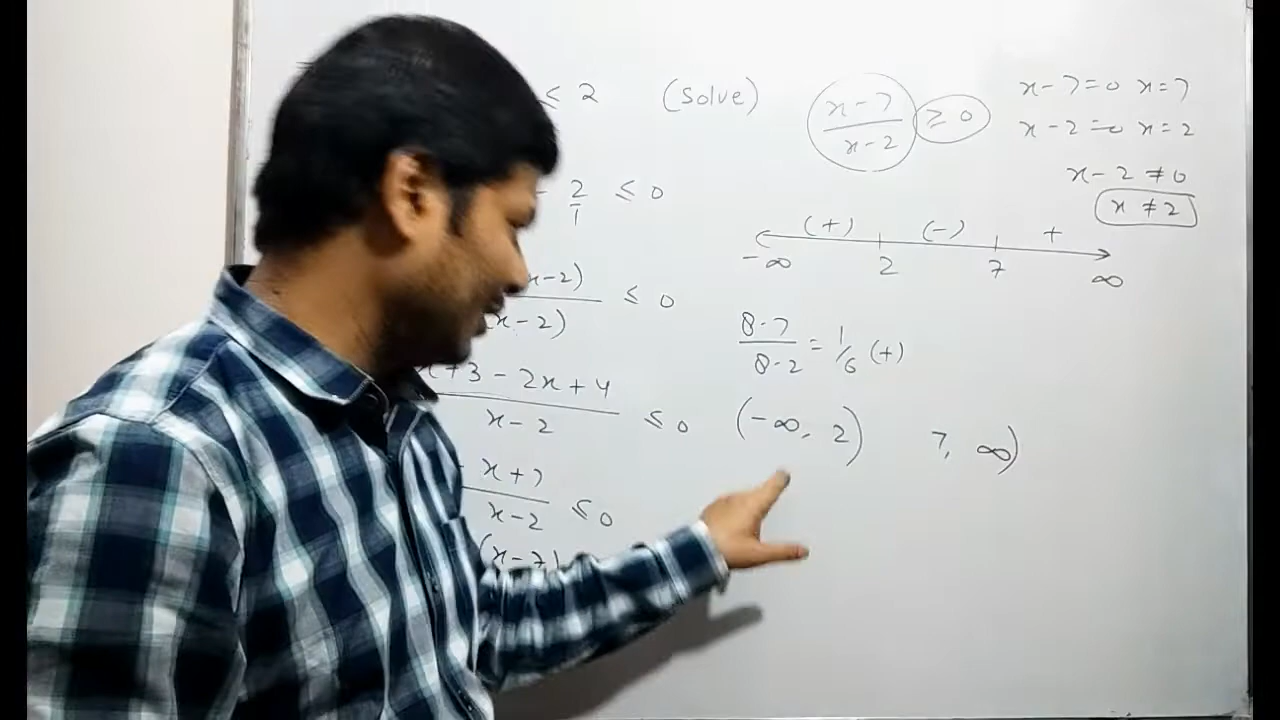 ≤ 2 (Solve)
- 2/1 ≤ 0
x-2) / (x-2) ≤ 0
x+3 - 2x + 4 / x-2 ≤ 0
- x+7 / x-2 ≤ 0
(x-7)
x-7 / x-2 ≥ 0
x-7=0 x=7
x-2=0 x=2
x-2 ≠ 0
x ≠ 2
(+) (-) +
-∞ 2 7 ∞
8-7 / 8-2 = 1/6 (+)
(-∞, 2) 7, ∞)